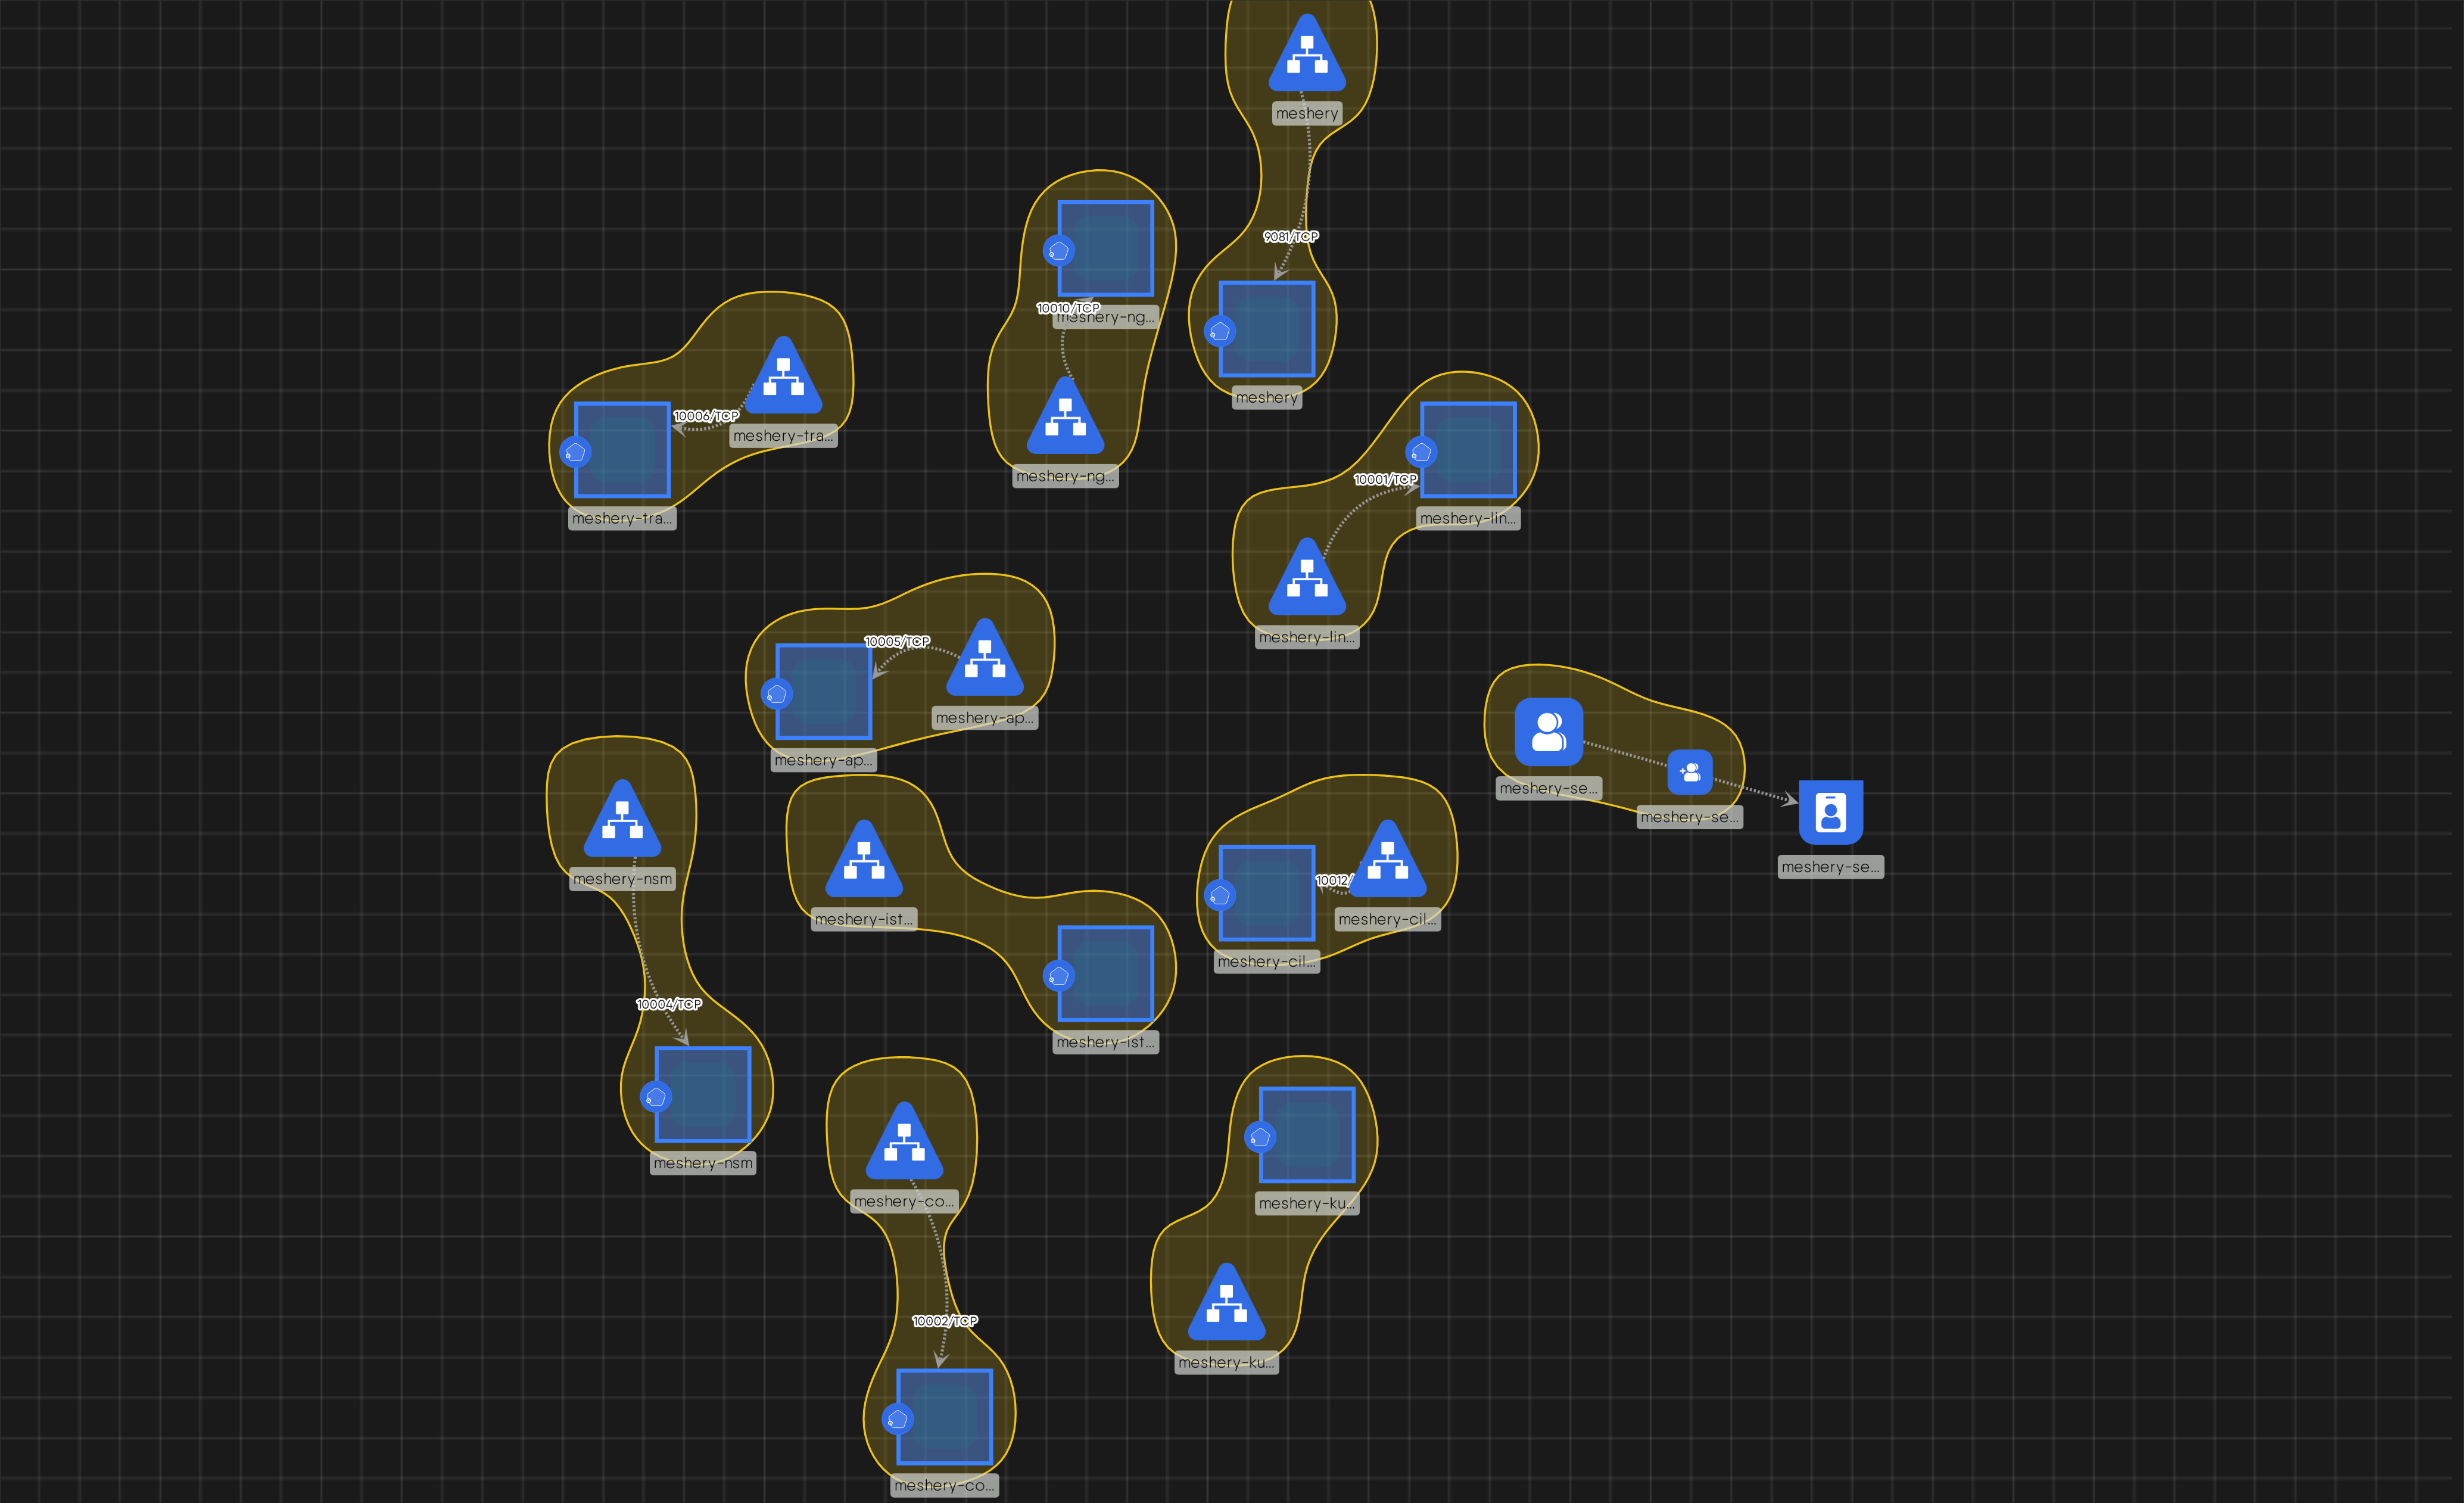 meshery
9081/TCP
meshery
10010/TCP
meshery-ng...
meshery-ng...
10006/TCP
meshery-tra...
meshery-tra...
10001/TCP
meshery-lin...
meshery-lin...
10005/TCP
meshery-ap...
meshery-ap...
meshery-se...
meshery-se...
meshery-se...
meshery-nsm
10004/TCP
meshery-nsm
meshery-ist...
meshery-ist...
10012/
meshery-cil...
meshery-cil...
meshery-co...
10002/TCP
meshery-co...
meshery-ku...
meshery-ku...